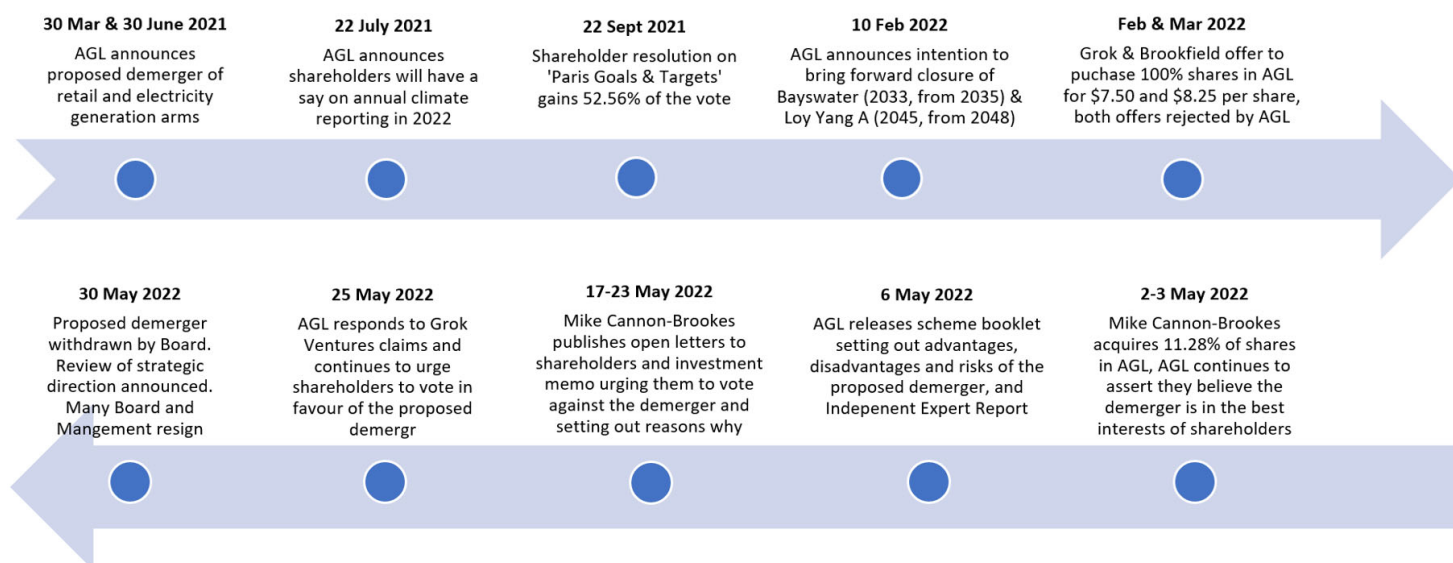 30 Mar & 30 June 2021
AGL announces
proposed demerger of
retail and electricity
generation arms
22 July 2021
AGL announces
shareholders will have a
say on annual climate
reporting in 2022
22 Sept 2021
Shareholder resolution on
'Paris Goals & Targets'
gains 52.56% of the vote
10 Feb 2022
AGL announces intention to
bring forward closure of
Bayswater (2033, from 2035) &
Loy Yang A (2045, from 2048)
Feb & Mar 2022
Grok & Brookfield offer to
puchase 100% shares in AGL
for $7.50 and $8.25 per share,
both offers rejected by AGL
2-3 May 2022
Mike Cannon-Brookes
acquires 11.28% of shares
in AGL, AGL continues to
assert they believe the
demerger is in the best
interests of shareholders
6 May 2022
AGL releases scheme booklet
setting out advantages,
disadvantages and risks of the
proposed demerger, and
Indepenent Expert Report
17-23 May 2022
Mike Cannon-Brookes
publishes open letters to
shareholders and investment
memo urging them to vote
against the demerger and
setting out reasons why
25 May 2022
AGL responds to Grok
Ventures claims and
continues to urge
shareholders to vote in
favour of the proposed
demergr
30 May 2022
Proposed demerger
withdrawn by Board.
Review of strategic
direction announced.
Many Board and
Mangement resign